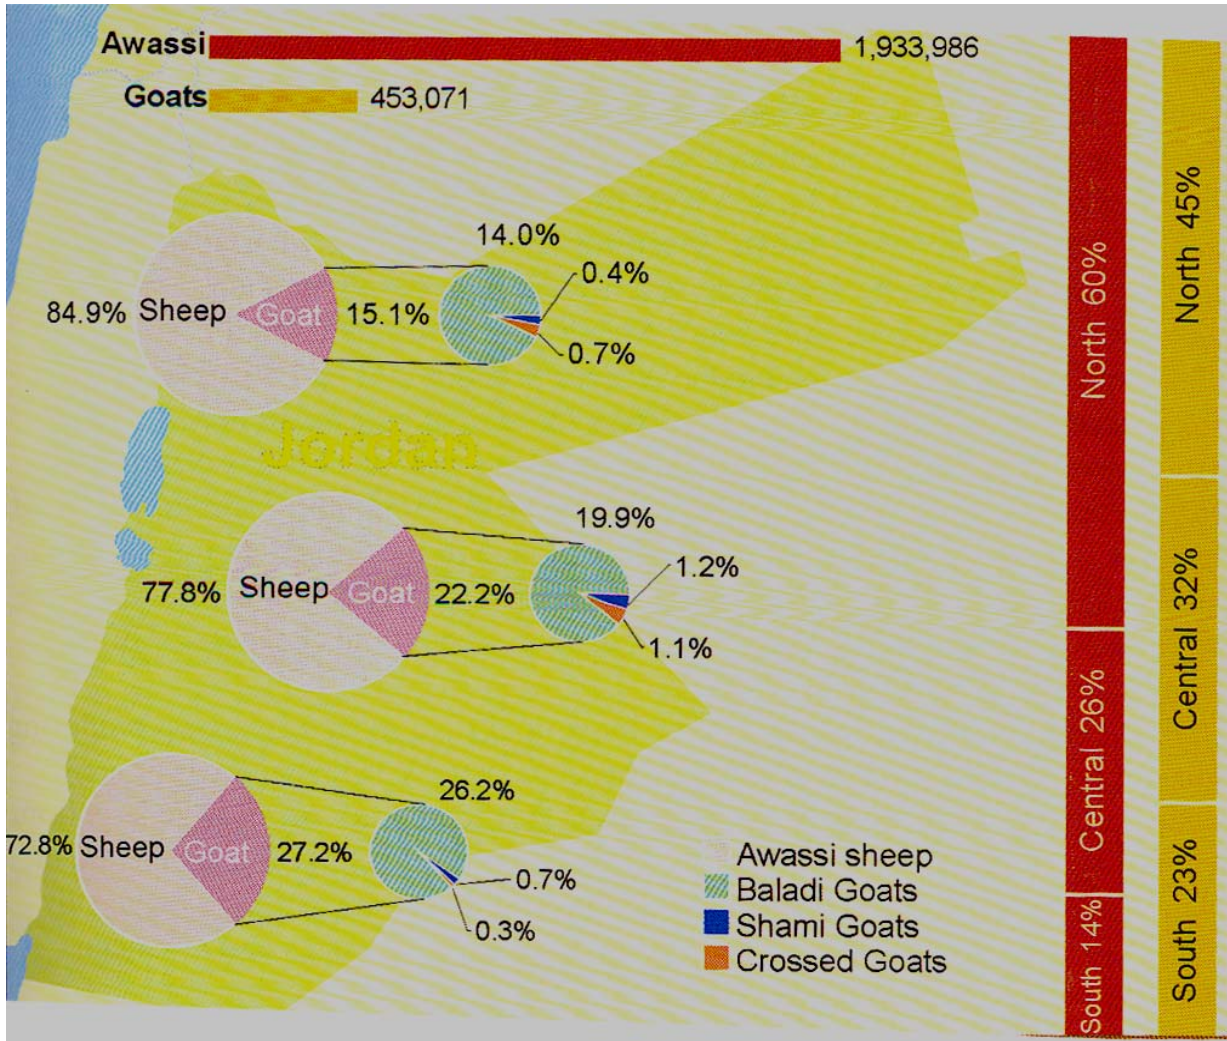 Awassi 1,933,986
Goats 453,071
14.0%
0.4%
84.9% Sheep Goat 15.1%
0.7%
Jordan
19.9%
1.2%
77.8% Sheep Goat 22.2%
1.1%
26.2%
72.8% Sheep Goat 27.2%
0.7%
0.3%
Awassi sheep
Baladi Goats
Shami Goats
Crossed Goats
North 60%
Central 26%
South 14%
North 45%
Central 32%
South 23%